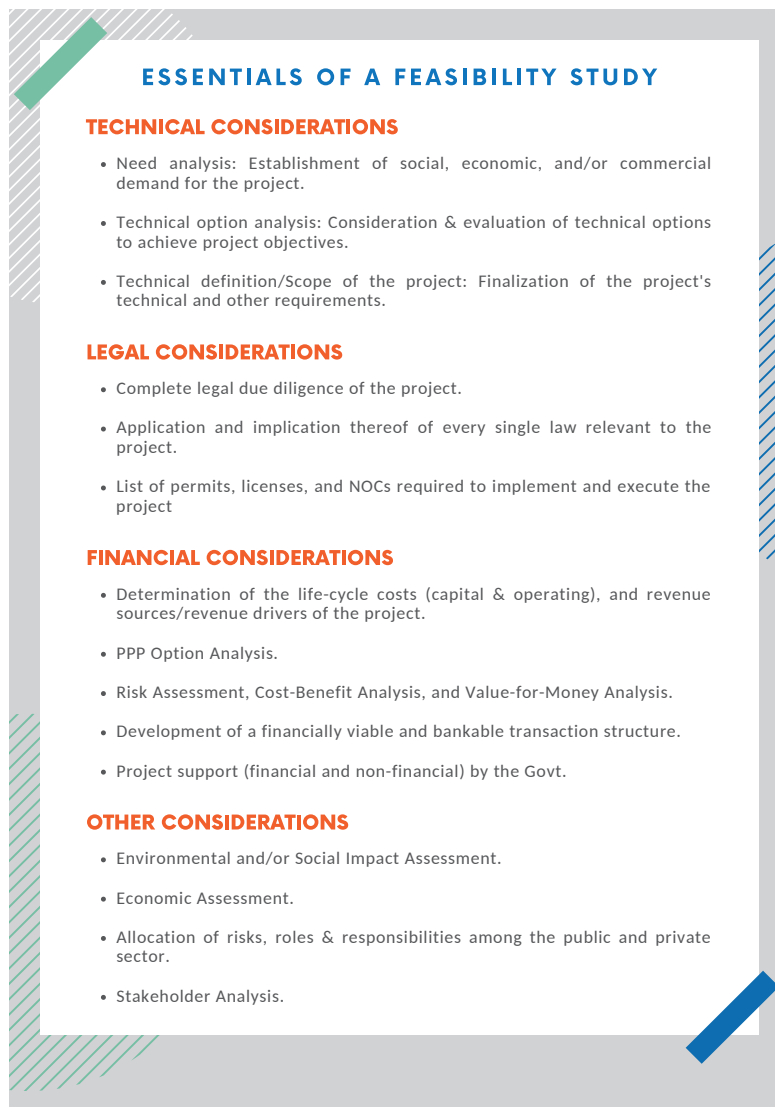 ESSENTIALS OF A FEASIBILITY STUDY
TECHNICAL CONSIDERATIONS
• Need analysis: Establishment of social, economic, and/or commercial
demand for the project.
• Technical option analysis: Consideration & evaluation of technical options
to achieve project objectives.
• Technical definition/Scope of the project: Finalization of the project's
technical and other requirements.
LEGAL CONSIDERATIONS
• Complete legal due diligence of the project.
• Application and implication thereof of every single law relevant to the
project.
• List of permits, licenses, and NOCs required to implement and execute the
project
FINANCIAL CONSIDERATIONS
• Determination of the life-cycle costs (capital & operating), and revenue
sources/revenue drivers of the project.
• PPP Option Analysis.
• Risk Assessment, Cost-Benefit Analysis, and Value-for-Money Analysis.
• Development of a financially viable and bankable transaction structure.
• Project support (financial and non-financial) by the Govt.
OTHER CONSIDERATIONS
• Environmental and/or Social Impact Assessment.
• Economic Assessment.
• Allocation of risks, roles & responsibilities among the public and private
sector.
• Stakeholder Analysis.